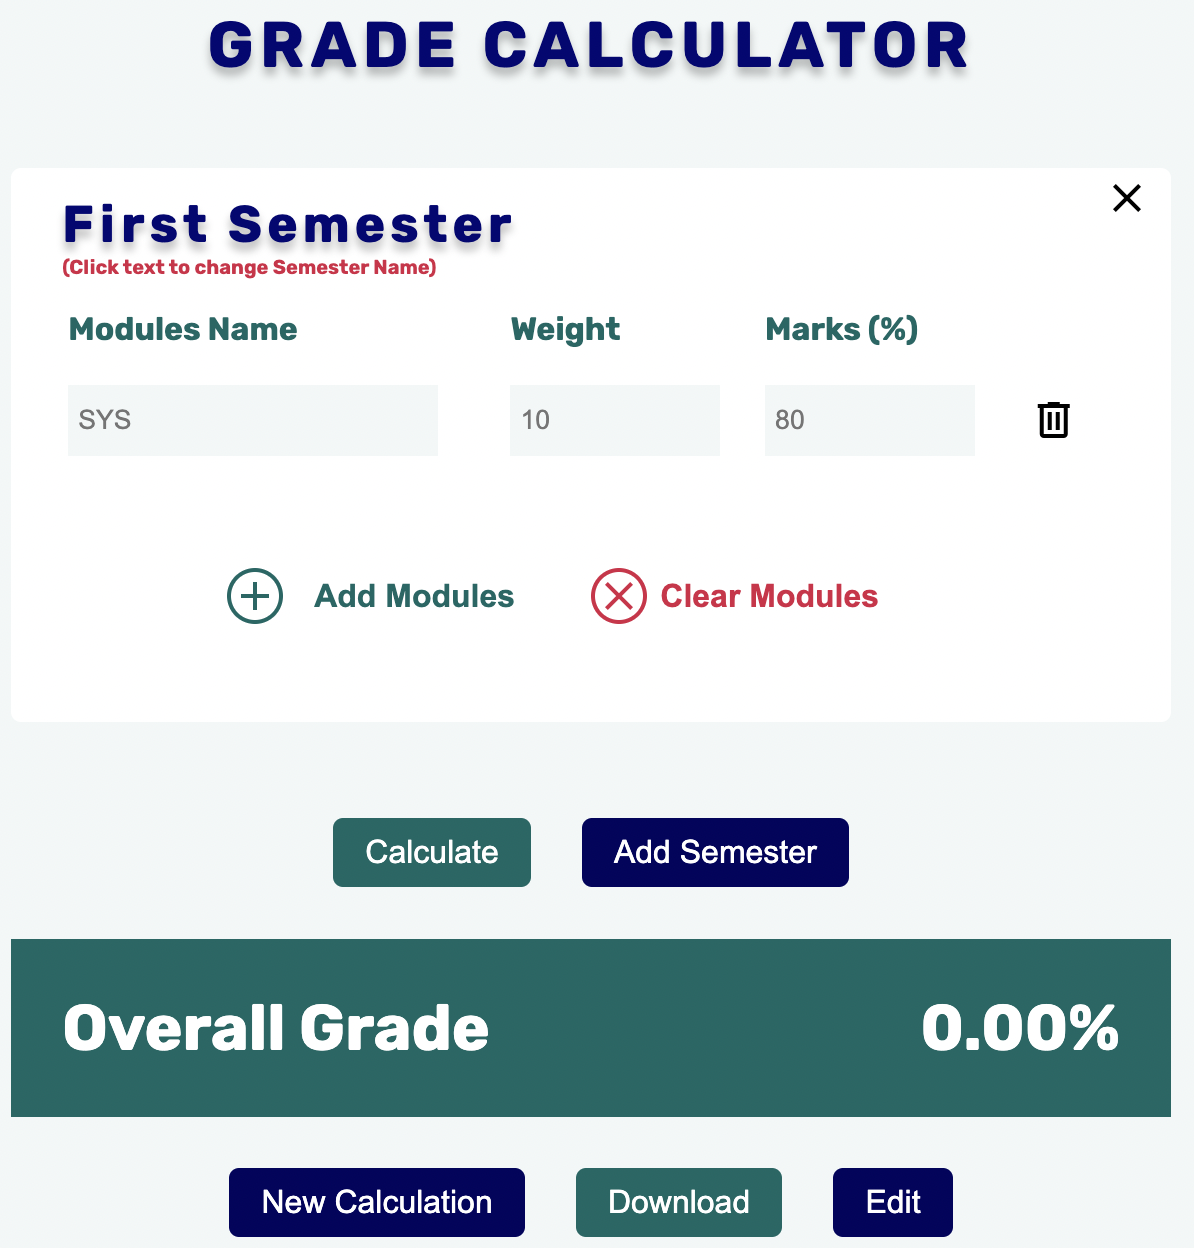 GRADE CALCULATOR
First Semester
(Click text to change Semester Name)
Modules Name Weight Marks (%)
SYS 10 80
Add Modules Clear Modules
Calculate Add Semester
Overall Grade 0.00%
New Calculation Download Edit